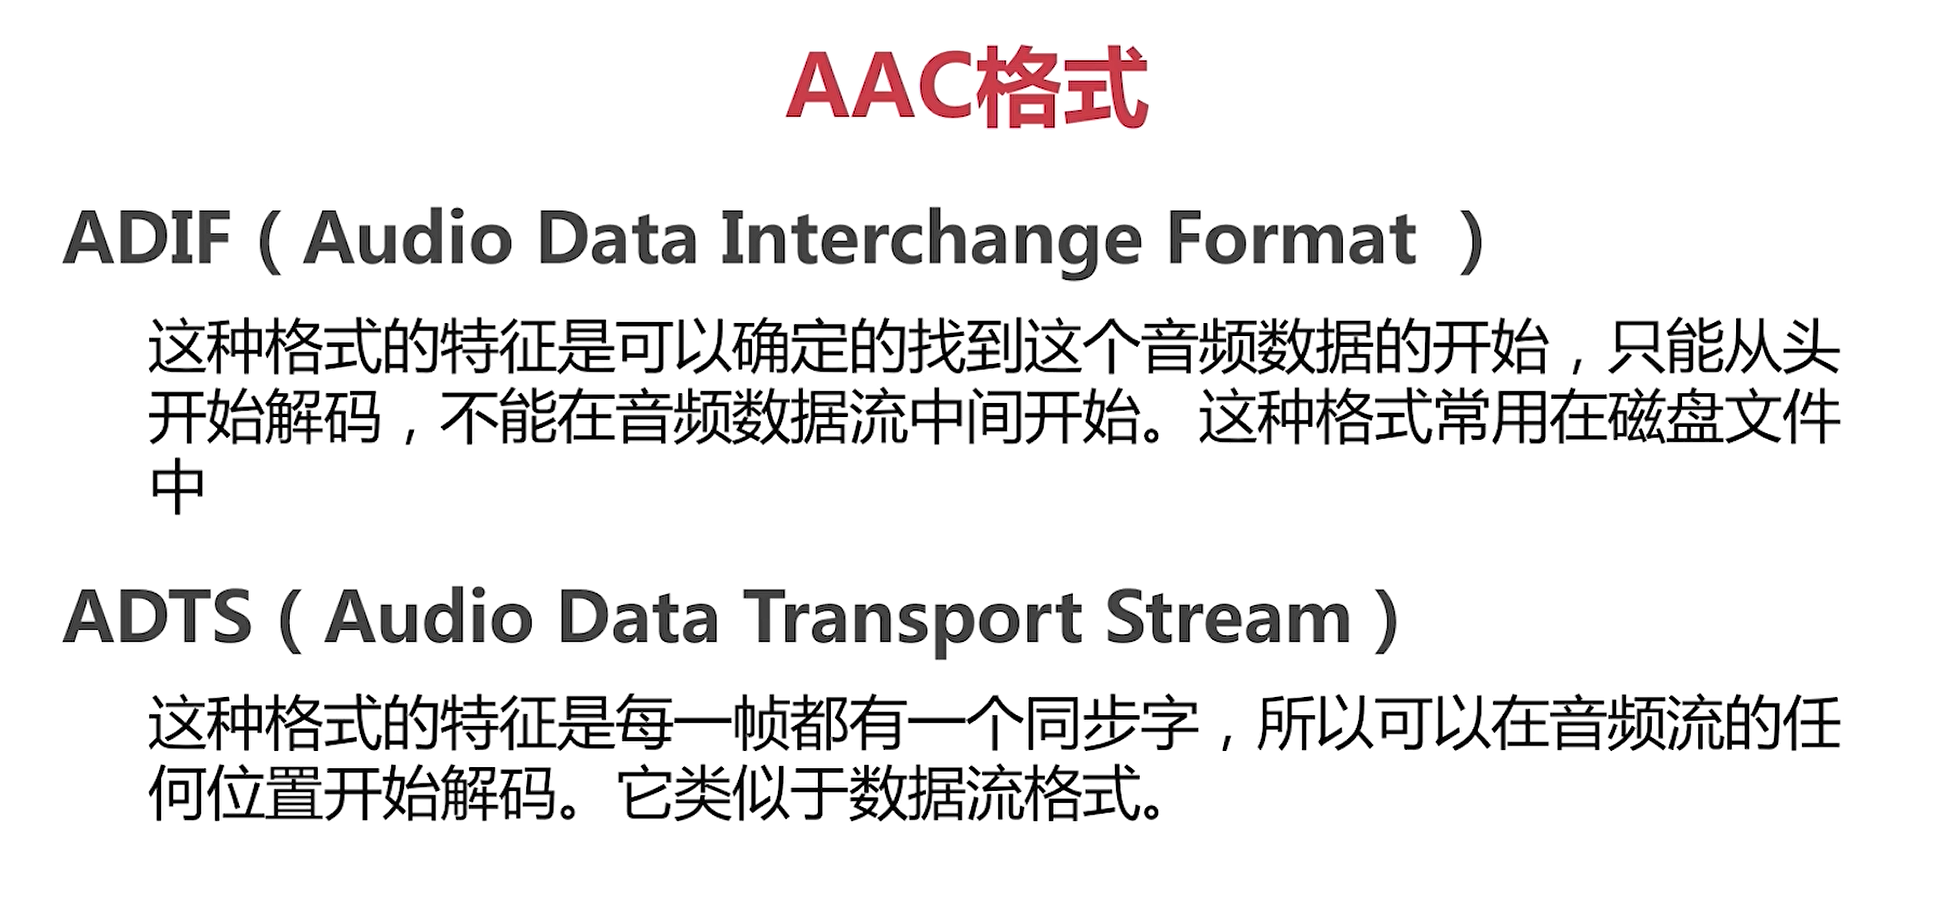 AAC格式
ADIF（Audio Data Interchange Format ）
这种格式的特征是可以确定的找到这个音频数据的开始，只能从头
开始解码，不能在音频数据流中间开始。这种格式常用在磁盘文件
中
ADTS（Audio Data Transport Stream）
这种格式的特征是每一帧都有一个同步字，所以可以在音频流的任
何位置开始解码。它类似于数据流格式。